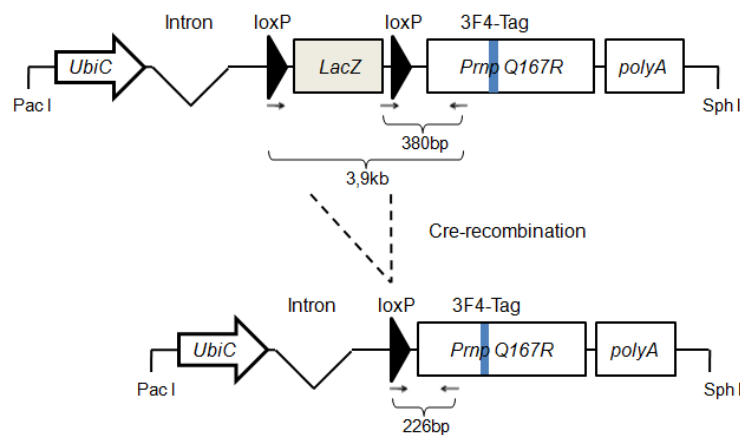 loxP loxP 3F4-Tag
Intron
UbiC LacZ Prnp Q167R polyA
Pac I Sph I
380bp
3,9kb
Cre-recombination
loxP 3F4-Tag
Intron
UbiC Prnp Q167R polyA
Pac I Sph I
226bp